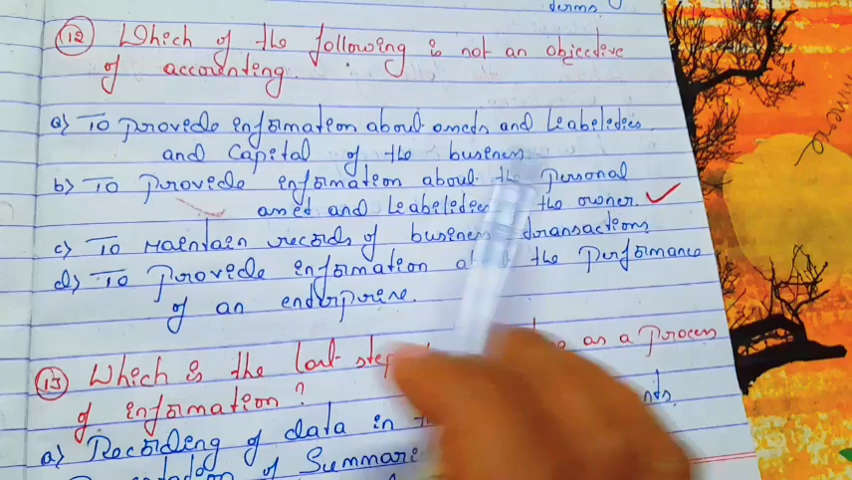 terms.
(12) Which of the following is not an objective
of accounting.
a) To provide information about assets and leabeledies
and capital of the business
b) To provide information about the personal
asset and leabeledies the owner.
c) To maintain records of business transactions
d) To provide information the performance
of an enterprise.
(13) Which is the last step as a process
of information?
a) Recording of data in
of Summari